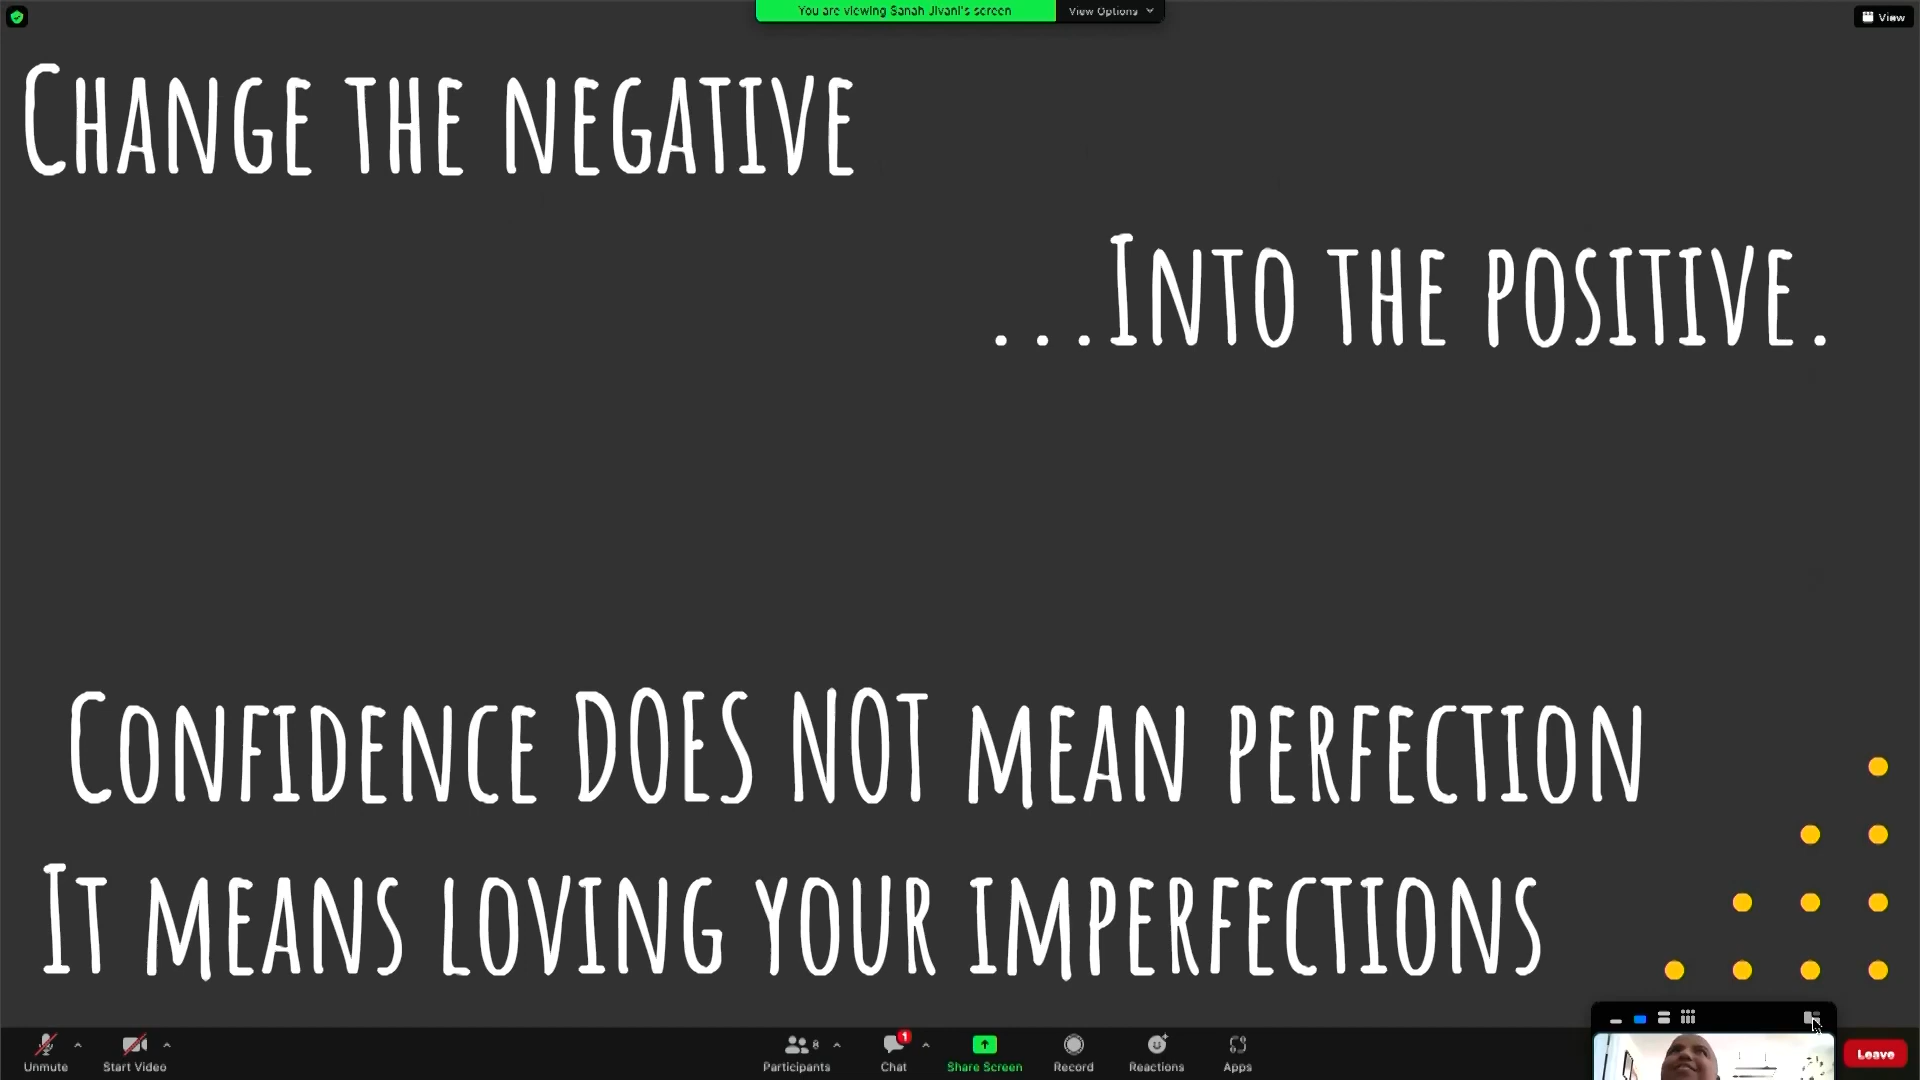 You are viewing Sanah Jivani's screen
View Options
View
Change the negative
...Into the positive.
Confidence DOES NOT mean perfection
It means loving your imperfections
Unmute
Start Video
Participants
8
Chat
1
Share Screen
Record
Reactions
Apps
Leave